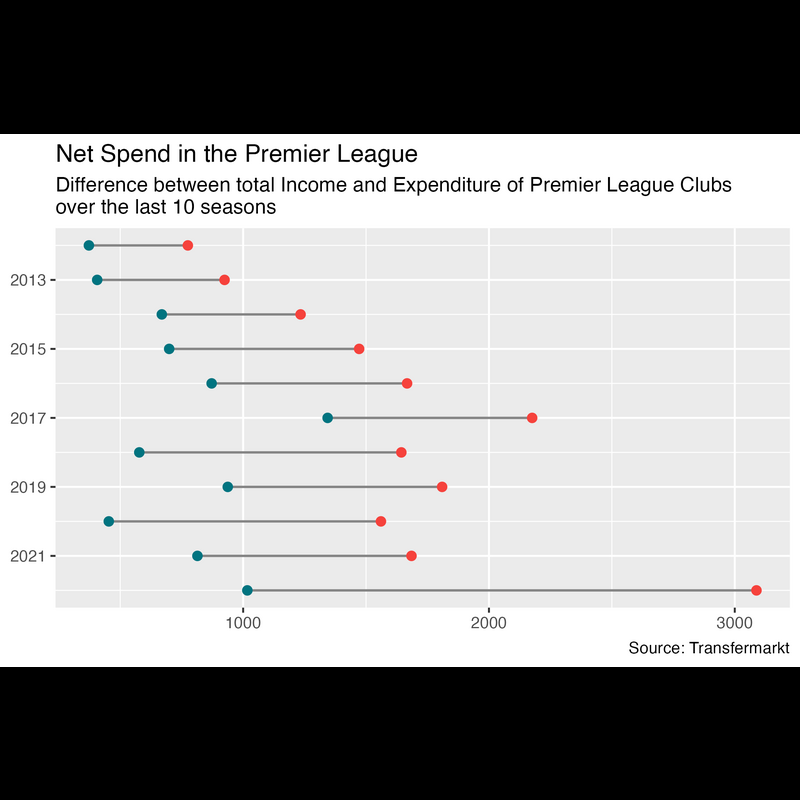 Net Spend in the Premier League
Difference between total Income and Expenditure of Premier League Clubs
over the last 10 seasons
2013
2015
2017
2019
2021
1000 2000 3000
Source: Transfermarkt